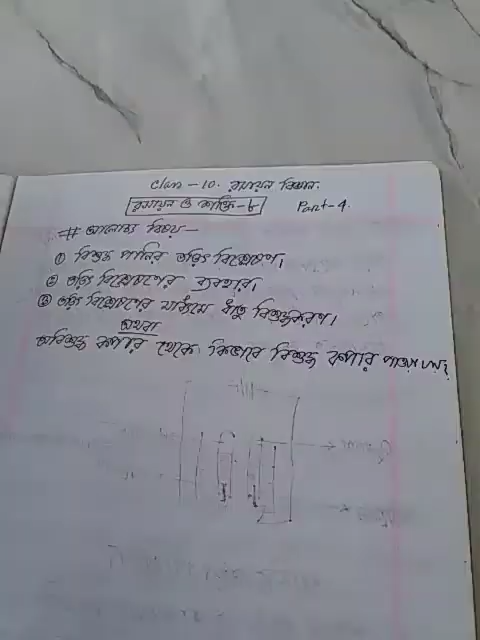 Class - 10. রসায়ন বিজ্ঞান.
রসায়ন ও শক্তি-৮ Part-4.
# আলোচ্য বিষয় -
① বিশুদ্ধ পানির তড়িৎ বিশ্লেষণ।
② তড়িৎ বিশ্লেষণের ব্যবহার।
③ তড়িৎ বিশ্লেষণের মাধ্যমে ধাতু বিশুদ্ধকরণ।
অথবা
অবিশুদ্ধ কপার থেকে কিভাবে বিশুদ্ধ কপার পাওয়া যায়?